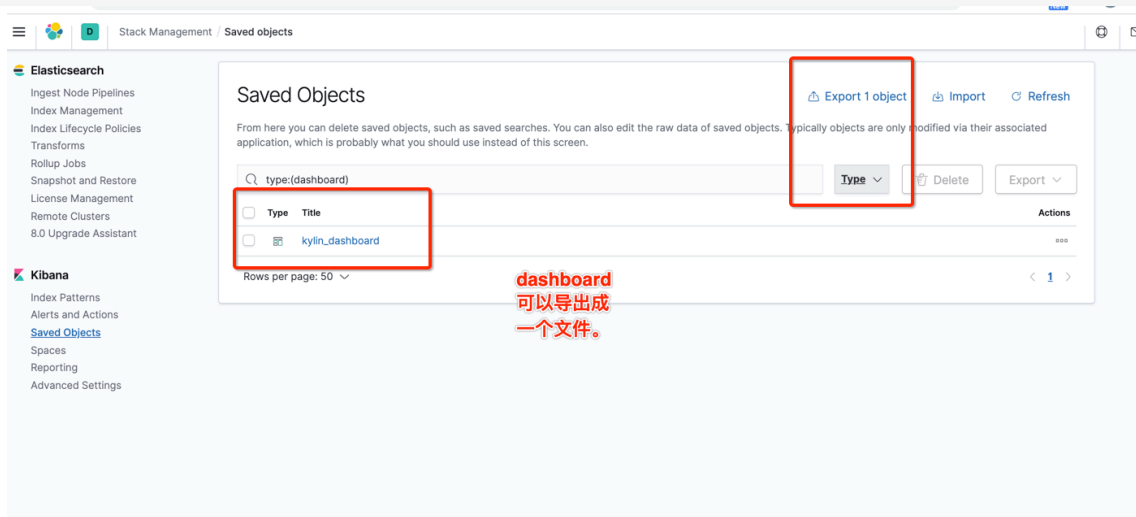 D
Stack Management / Saved objects
Elasticsearch
Ingest Node Pipelines
Index Management
Index Lifecycle Policies
Transforms
Rollup Jobs
Snapshot and Restore
License Management
Remote Clusters
8.0 Upgrade Assistant
Kibana
Index Patterns
Alerts and Actions
Saved Objects
Spaces
Reporting
Advanced Settings
Saved Objects
Export 1 object
Import
Refresh
From here you can delete saved objects, such as saved searches. You can also edit the raw data of saved objects. Typically objects are only modified via their associated
application, which is probably what you should use instead of this screen.
type:(dashboard)
Type
Delete
Export
Type Title Actions
kylin_dashboard
Rows per page: 50
1
dashboard
可以导出成
一个文件。